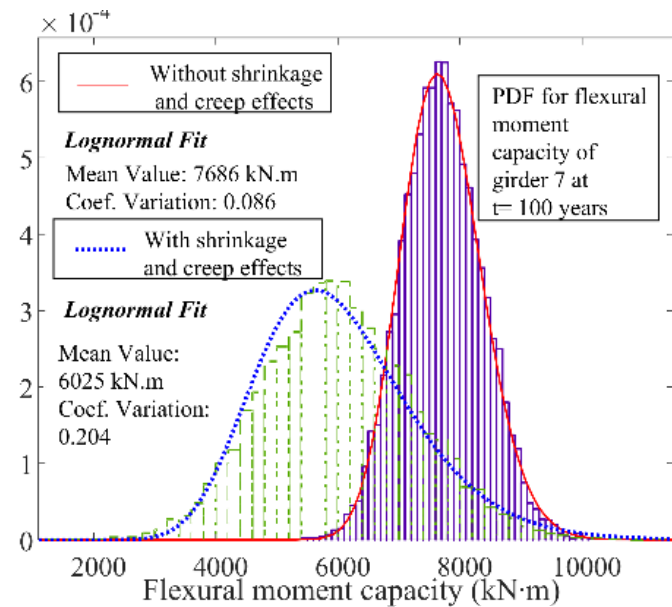 × 10⁻⁴
6
5
4
3
2
1
0
Without shrinkage
and creep effects
Lognormal Fit
Mean Value: 7686 kN.m
Coef. Variation: 0.086
With shrinkage
and creep effects
Lognormal Fit
Mean Value:
6025 kN.m
Coef. Variation:
0.204
PDF for flexural
moment
capacity of
girder 7 at
t= 100 years
2000 4000 6000 8000 10000
Flexural moment capacity (kN·m)